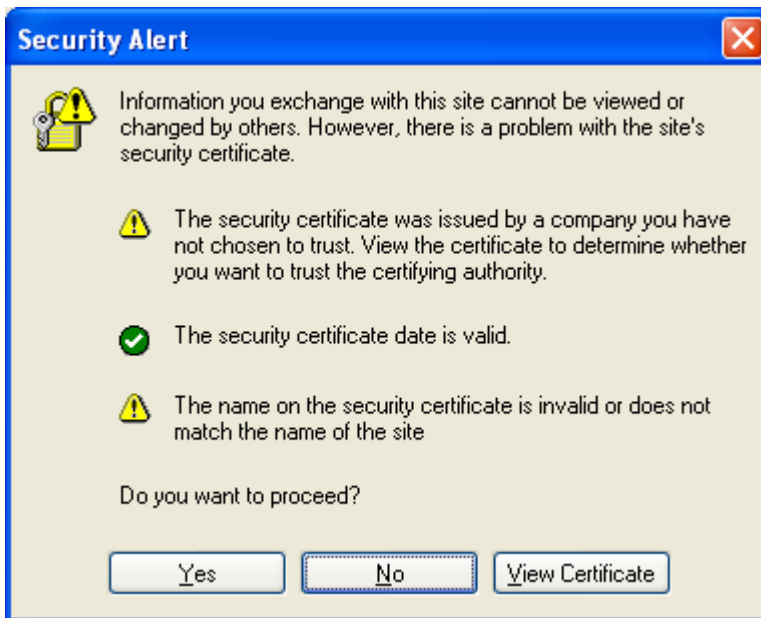 Security Alert
Information you exchange with this site cannot be viewed or
changed by others. However, there is a problem with the site's
security certificate.
The security certificate was issued by a company you have
not chosen to trust. View the certificate to determine whether
you want to trust the certifying authority.
The security certificate date is valid.
The name on the security certificate is invalid or does not
match the name of the site
Do you want to proceed?
Yes No View Certificate